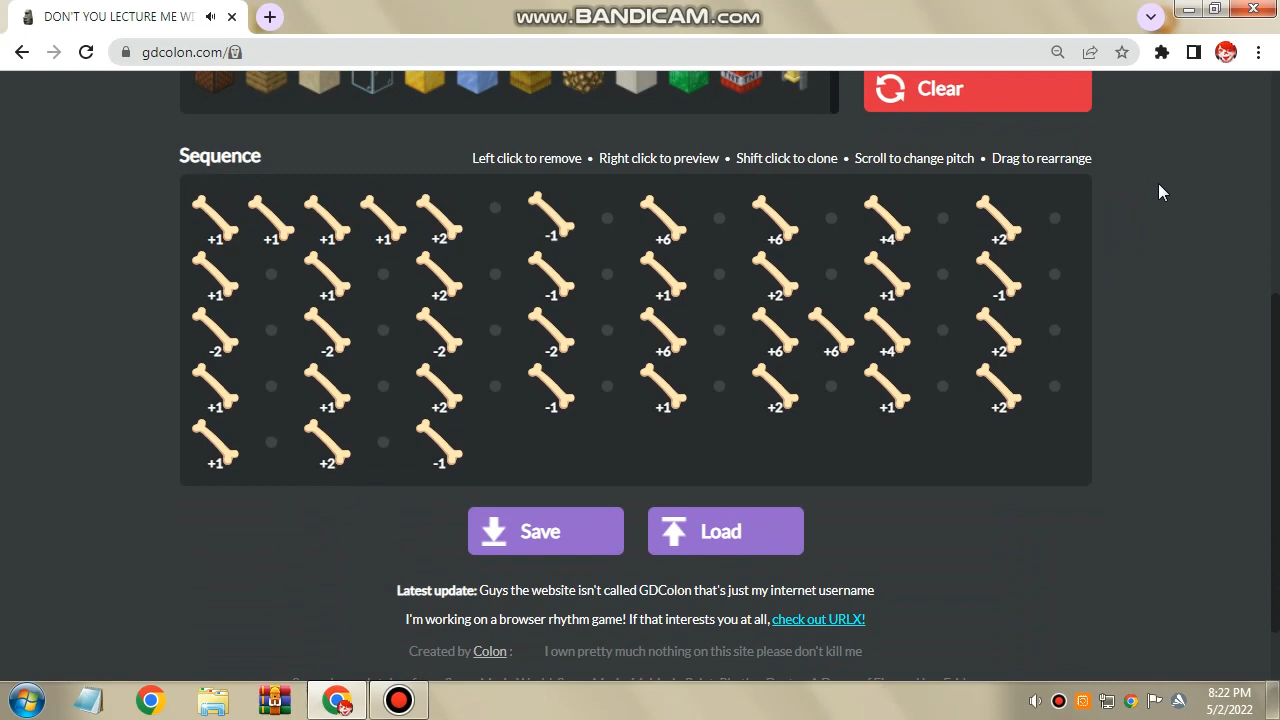 www.BANDICAM.com
DON'T YOU LECTURE ME WI
gdcolon.com/🗿
Clear
Sequence
Left click to remove • Right click to preview • Shift click to clone • Scroll to change pitch • Drag to rearrange
+1 +1 +1 +1 +2 -1 +6 +6 +4 +2
+1 +1 +2 -1 +1 +2 +1 -1
-2 -2 -2 -2 +6 +6 +6 +4 +2
+1 +1 +2 -1 +1 +2 +1 +2
+1 +2 -1
Save Load
Latest update: Guys the website isn't called GDColon that's just my internet username
I'm working on a browser rhythm game! If that interests you at all, check out URLX!
Created by Colon : I own pretty much nothing on this site please don't kill me
8:22 PM
5/2/2022